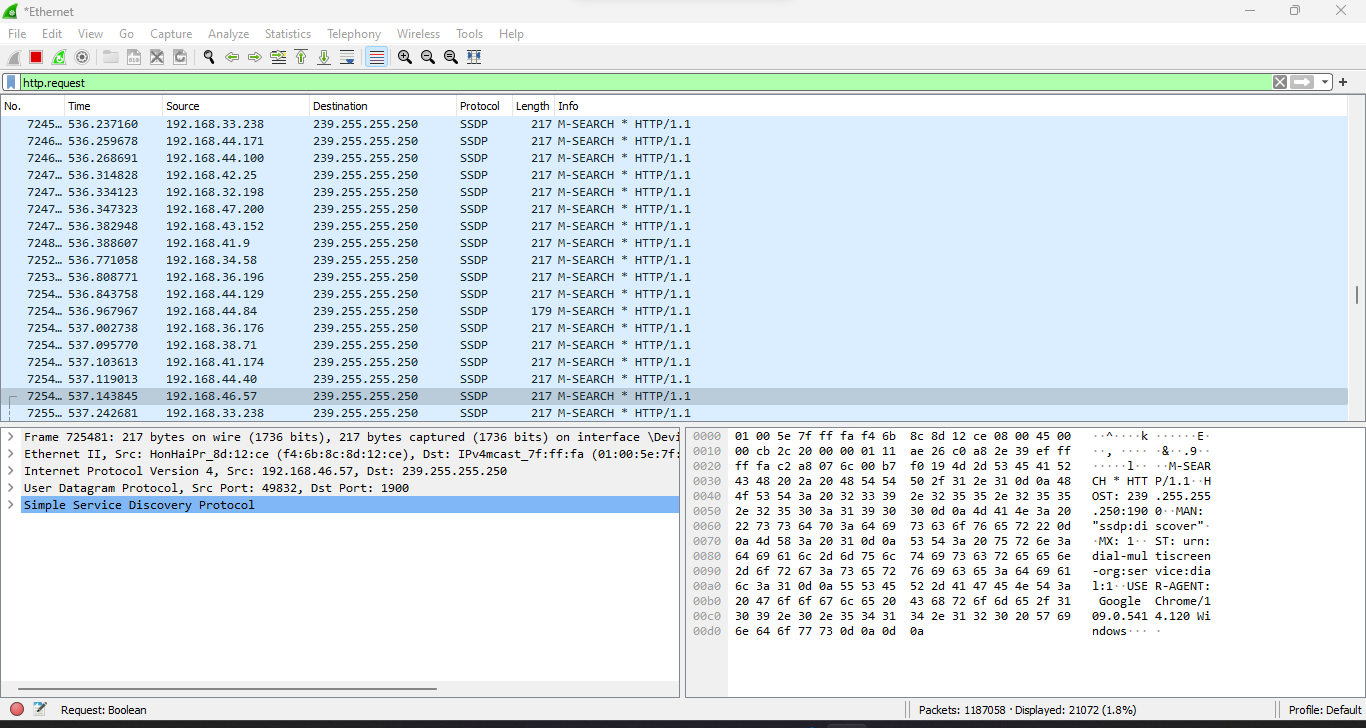 *Ethernet
File Edit View Go Capture Analyze Statistics Telephony Wireless Tools Help
http.request
No. Time Source Destination Protocol Length Info
7245… 536.237160 192.168.33.238 239.255.255.250 SSDP 217 M-SEARCH * HTTP/1.1
7246… 536.259678 192.168.44.171 239.255.255.250 SSDP 217 M-SEARCH * HTTP/1.1
7246… 536.268691 192.168.44.100 239.255.255.250 SSDP 217 M-SEARCH * HTTP/1.1
7247… 536.314828 192.168.42.25 239.255.255.250 SSDP 217 M-SEARCH * HTTP/1.1
7247… 536.334123 192.168.32.198 239.255.255.250 SSDP 217 M-SEARCH * HTTP/1.1
7247… 536.347323 192.168.47.200 239.255.255.250 SSDP 217 M-SEARCH * HTTP/1.1
7247… 536.382948 192.168.43.152 239.255.255.250 SSDP 217 M-SEARCH * HTTP/1.1
7248… 536.388607 192.168.41.9 239.255.255.250 SSDP 217 M-SEARCH * HTTP/1.1
7252… 536.771058 192.168.34.58 239.255.255.250 SSDP 217 M-SEARCH * HTTP/1.1
7253… 536.808771 192.168.36.196 239.255.255.250 SSDP 217 M-SEARCH * HTTP/1.1
7254… 536.843758 192.168.44.129 239.255.255.250 SSDP 217 M-SEARCH * HTTP/1.1
7254… 536.967967 192.168.44.84 239.255.255.250 SSDP 179 M-SEARCH * HTTP/1.1
7254… 537.002738 192.168.36.176 239.255.255.250 SSDP 217 M-SEARCH * HTTP/1.1
7254… 537.095770 192.168.38.71 239.255.255.250 SSDP 217 M-SEARCH * HTTP/1.1
7254… 537.103613 192.168.41.174 239.255.255.250 SSDP 217 M-SEARCH * HTTP/1.1
7254… 537.119013 192.168.44.40 239.255.255.250 SSDP 217 M-SEARCH * HTTP/1.1
7254… 537.143845 192.168.46.57 239.255.255.250 SSDP 217 M-SEARCH * HTTP/1.1
7255… 537.242681 192.168.33.238 239.255.255.250 SSDP 217 M-SEARCH * HTTP/1.1
Frame 725481: 217 bytes on wire (1736 bits), 217 bytes captured (1736 bits) on interface \Devi
Ethernet II, Src: HonHaiPr_8d:12:ce (f4:6b:8c:8d:12:ce), Dst: IPv4mcast_7f:ff:fa (01:00:5e:7f:
Internet Protocol Version 4, Src: 192.168.46.57, Dst: 239.255.255.250
User Datagram Protocol, Src Port: 49832, Dst Port: 1900
Simple Service Discovery Protocol
0000 01 00 5e 7f ff fa f4 6b 8c 8d 12 ce 08 00 45 00 ··^····k ······E·
0010 00 cb 2c 20 00 00 01 11 ae 26 c0 a8 2e 39 ef ff ··, ···· ·&··.9··
0020 ff fa c2 a8 07 6c 00 b7 f0 19 4d 2d 53 45 41 52 ·····l·· ··M-SEAR
0030 43 48 20 2a 20 48 54 54 50 2f 31 2e 31 0d 0a 48 CH * HTT P/1.1··H
0040 4f 53 54 3a 20 32 33 39 2e 32 35 35 2e 32 35 35 OST: 239 .255.255
0050 2e 32 35 30 3a 31 39 30 30 0d 0a 4d 41 4e 3a 20 .250:190 0··MAN:
0060 22 73 73 64 70 3a 64 69 73 63 6f 76 65 72 22 0d "ssdp:di scover"·
0070 0a 4d 58 3a 20 31 0d 0a 53 54 3a 20 75 72 6e 3a ·MX: 1·· ST: urn:
0080 64 69 61 6c 2d 6d 75 6c 74 69 73 63 72 65 65 6e dial-mul tiscreen
0090 2d 6f 72 67 3a 73 65 72 76 69 63 65 3a 64 69 61 -org:ser vice:dia
00a0 6c 3a 31 0d 0a 55 53 45 52 2d 41 47 45 4e 54 3a l:1··USE R-AGENT:
00b0 20 47 6f 6f 67 6c 65 20 43 68 72 6f 6d 65 2f 31 Google Chrome/1
00c0 30 39 2e 30 2e 35 34 31 34 2e 31 32 30 20 57 69 09.0.541 4.120 Wi
00d0 6e 64 6f 77 73 0d 0a 0d 0a ndows··· ·
Request: Boolean Packets: 1187058 · Displayed: 21072 (1.8%) Profile: Default